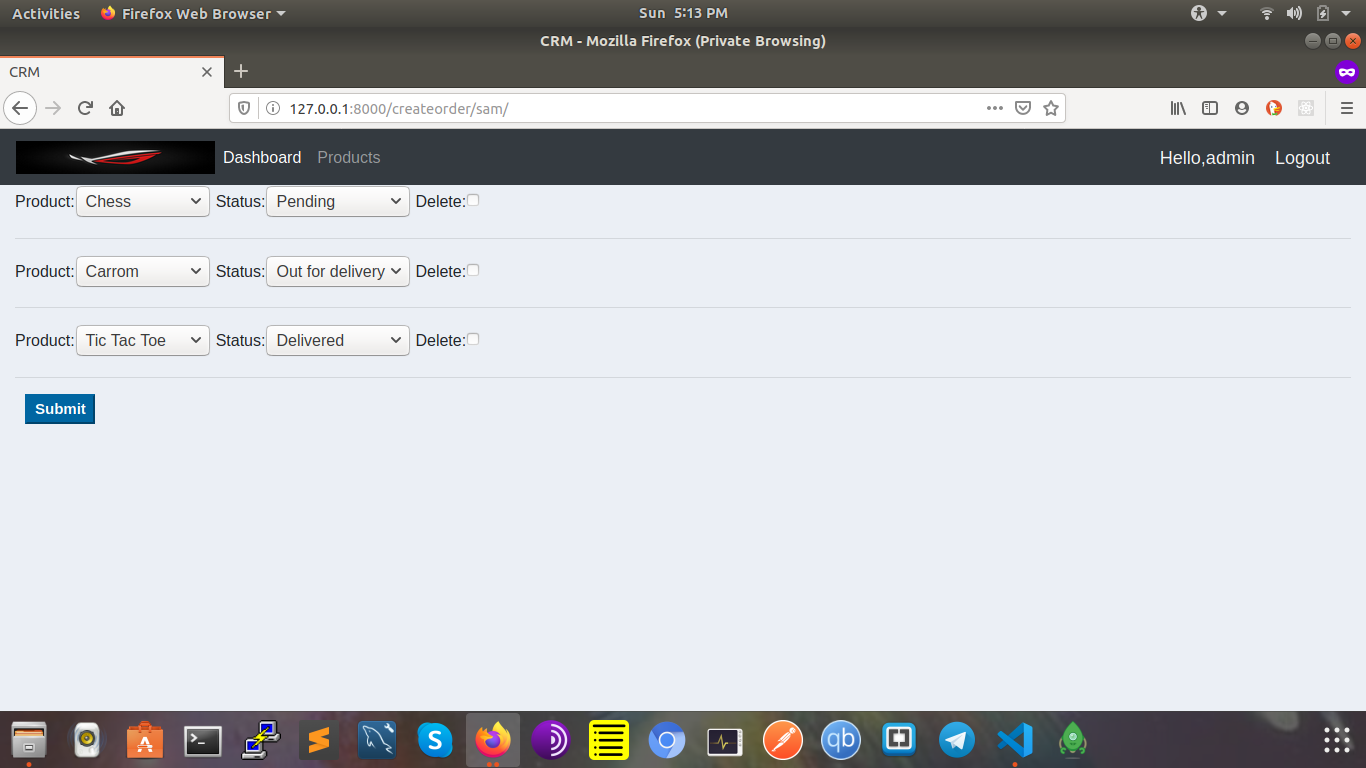 Activities Firefox Web Browser Sun 5:13 PM
CRM - Mozilla Firefox (Private Browsing)
CRM
127.0.0.1:8000/createorder/sam/
Dashboard Products Hello,admin Logout
Product: Chess Status: Pending Delete:
Product: Carrom Status: Out for delivery Delete:
Product: Tic Tac Toe Status: Delivered Delete:
Submit
S qb